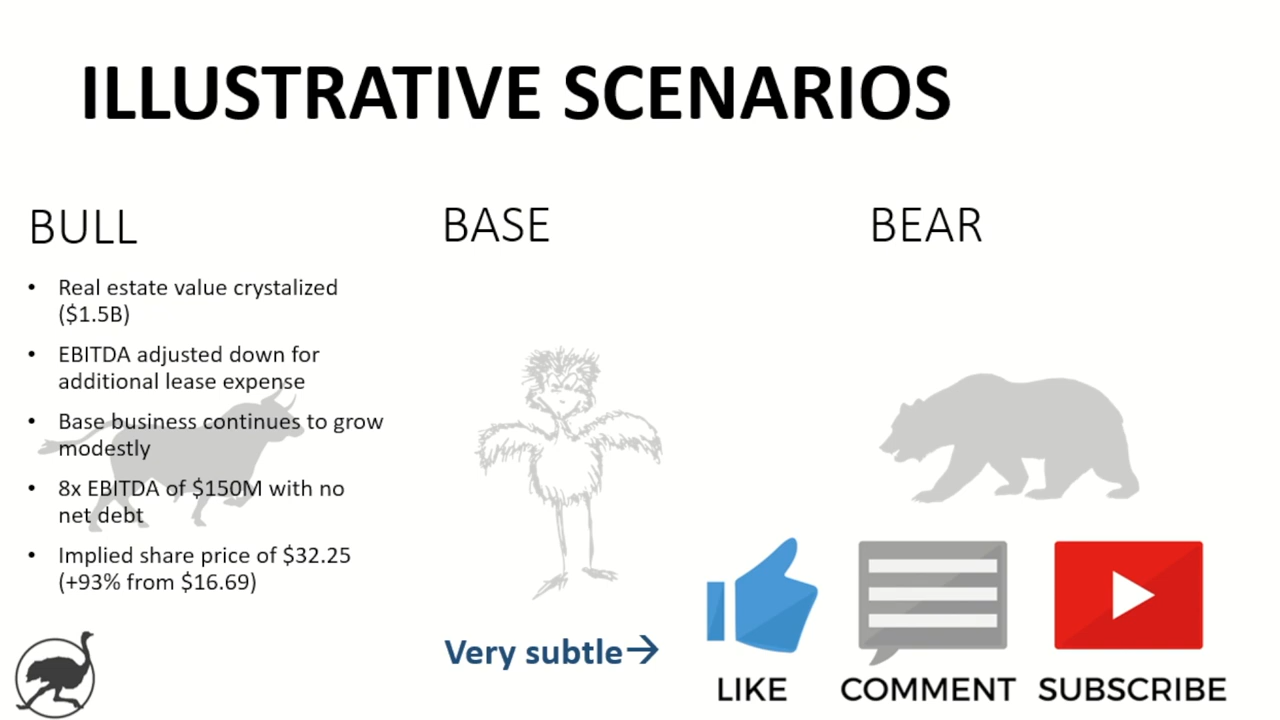 ILLUSTRATIVE SCENARIOS
BULL
• Real estate value crystalized
($1.5B)
• EBITDA adjusted down for
additional lease expense
• Base business continues to grow
modestly
• 8x EBITDA of $150M with no
net debt
• Implied share price of $32.25
(+93% from $16.69)
BASE
BEAR
Very subtle→
LIKE
COMMENT
SUBSCRIBE